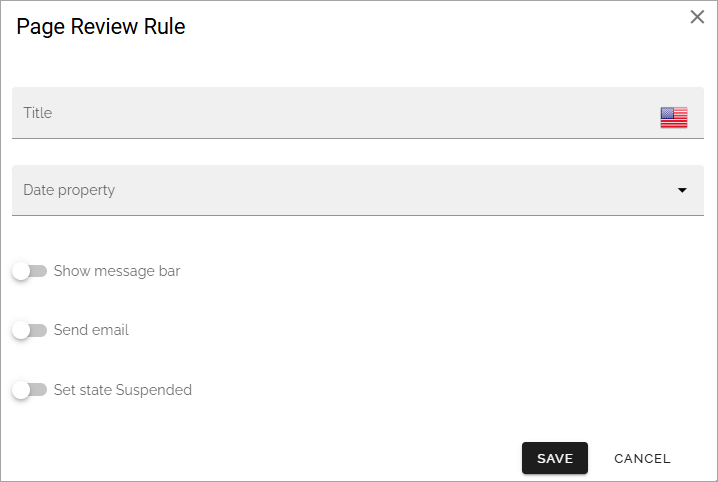 Page Review Rule
Title
Date property
Show message bar
Send email
Set state Suspended
SAVE CANCEL